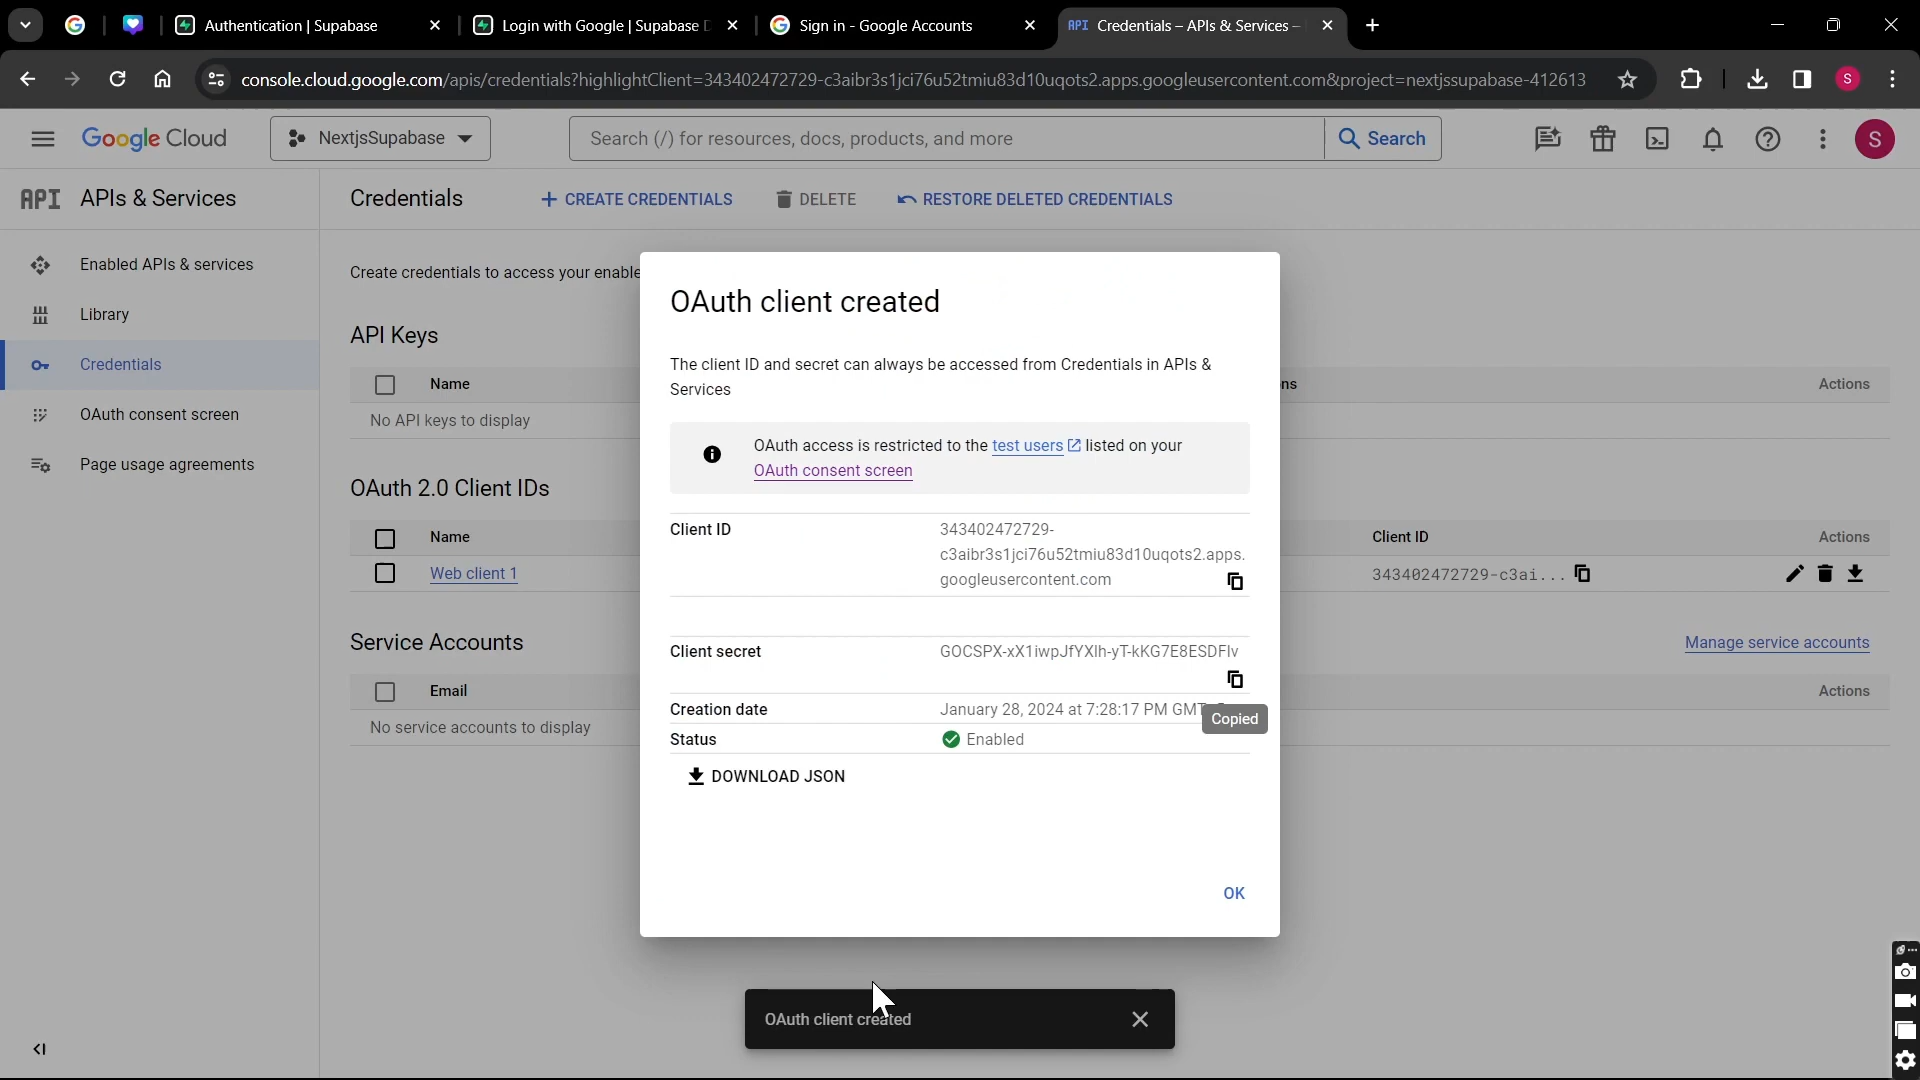 Authentication | Supabase
Login with Google | Supabase D
Sign in - Google Accounts
API Credentials – APIs & Services –
console.cloud.google.com/apis/credentials?highlightClient=343402472729-c3aibr3s1jci76u52tmiu83d10uqots2.apps.googleusercontent.com&project=nextjssupabase-412613
S
Google Cloud
NextjsSupabase
Search (/) for resources, docs, products, and more
Search
S
API APIs & Services
Credentials
CREATE CREDENTIALS
DELETE
RESTORE DELETED CREDENTIALS
Enabled APIs & services
Library
Credentials
OAuth consent screen
Page usage agreements
Create credentials to access your enable
API Keys
Name
ns
Actions
No API keys to display
OAuth 2.0 Client IDs
Name
Client ID
Actions
Web client 1
343402472729-c3ai...
Service Accounts
Manage service accounts
Email
Actions
No service accounts to display
OAuth client created
The client ID and secret can always be accessed from Credentials in APIs &
Services
OAuth access is restricted to the test users listed on your
OAuth consent screen
Client ID
343402472729-
c3aibr3s1jci76u52tmiu83d10uqots2.apps.
googleusercontent.com
Client secret
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
Creation date
January 28, 2024 at 7:28:17 PM GMT
Copied
Status
Enabled
DOWNLOAD JSON
OK
OAuth client created